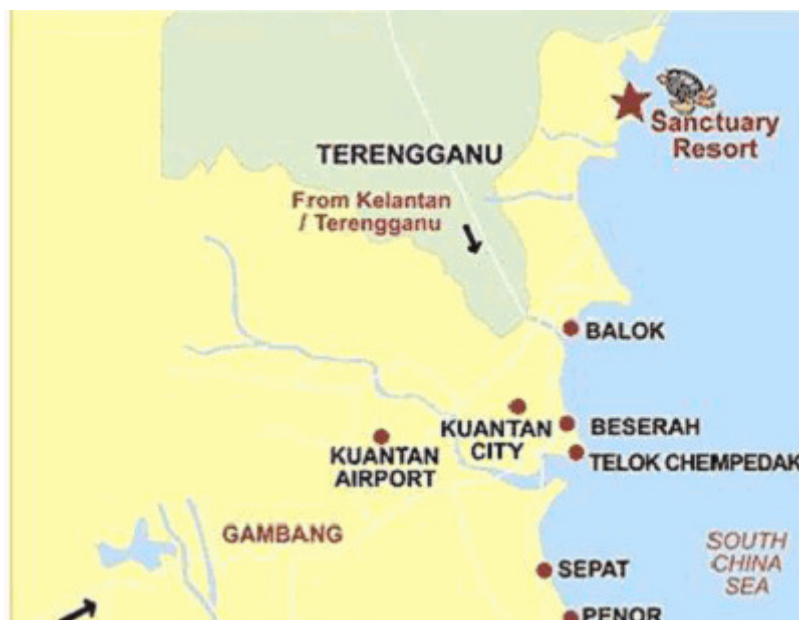 Sanctuary
Resort
TERENGGANU
From Kelantan
/ Terengganu
BALOK
KUANTAN
CITY
BESERAH
KUANTAN
AIRPORT
TELOK CHEMPEDAK
GAMBANG
SOUTH
CHINA
SEA
SEPAT
PENOR